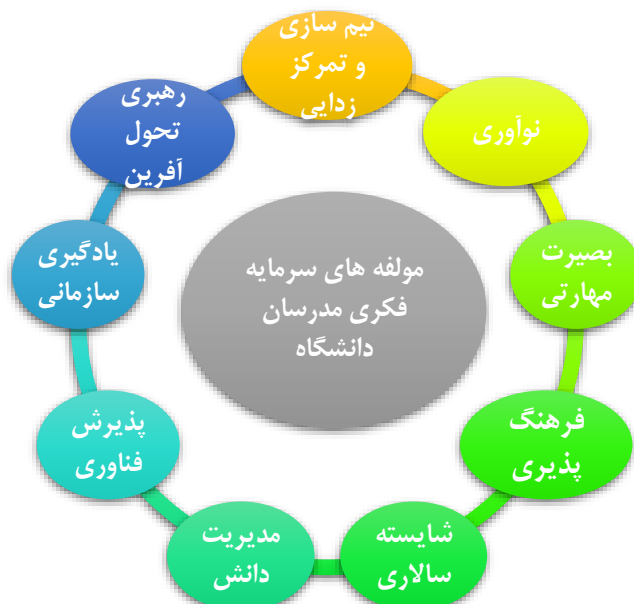 تیم سازی
و تمرکز
زدایی
نوآوری
بصیرت
مهارتی
فرهنگ
پذیری
شایسته
سالاری
مدیریت
دانش
پذیرش
فناوری
یادگیری
سازمانی
رهبری
تحول
آفرین
مولفه های سرمایه
فکری مدرسان
دانشگاه